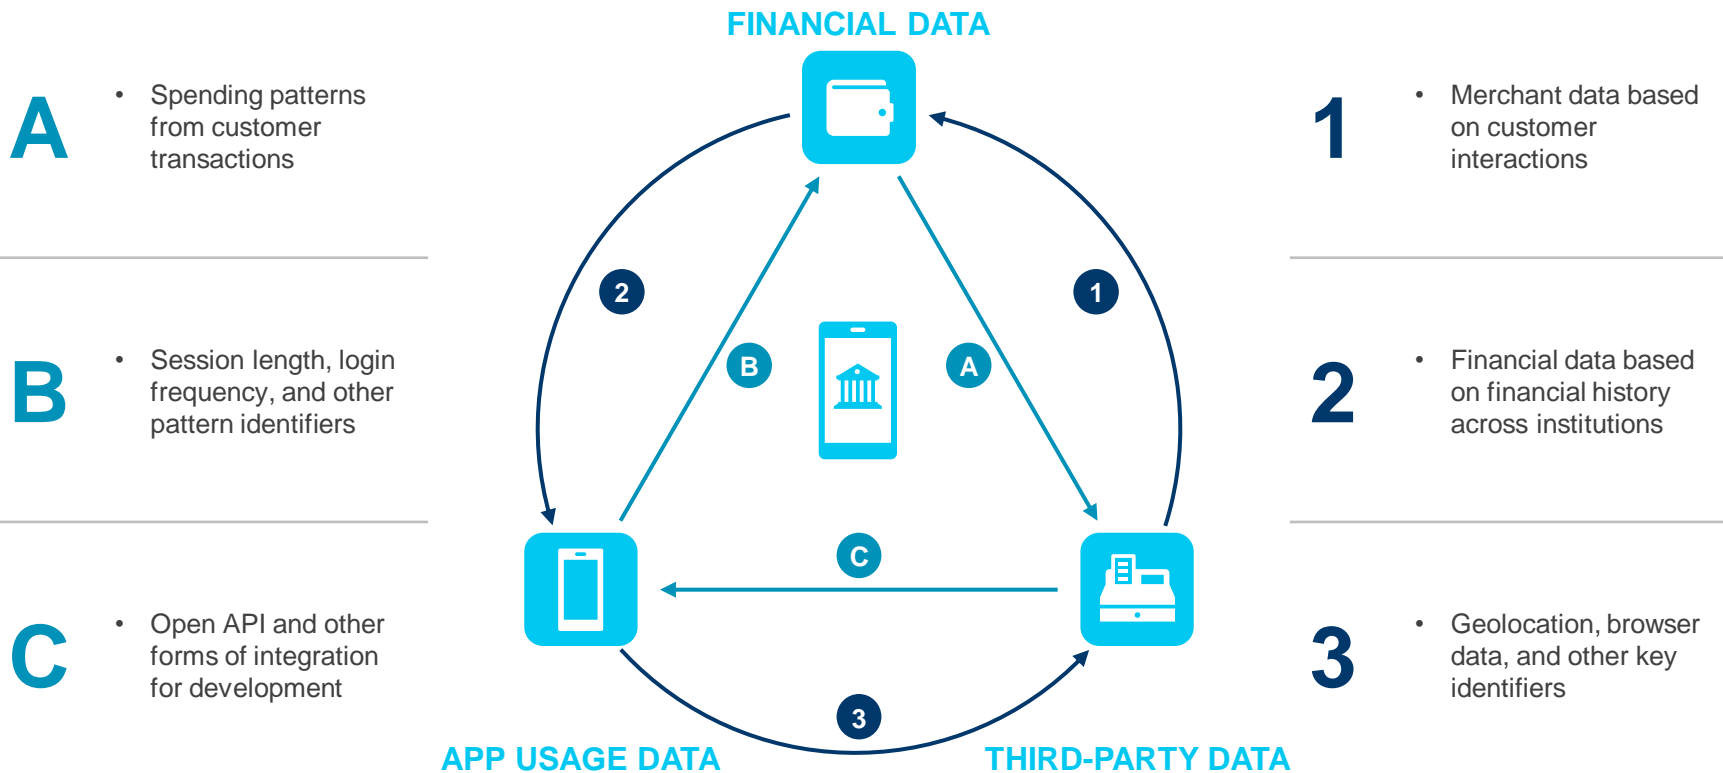 FINANCIAL DATA
A
• Spending patterns
from customer
transactions
B
• Session length, login
frequency, and other
pattern identifiers
C
• Open API and other
forms of integration
for development
2
1
B
A
C
3
APP USAGE DATA
THIRD-PARTY DATA
1
• Merchant data based
on customer
interactions
2
• Financial data based
on financial history
across institutions
3
• Geolocation, browser
data, and other key
identifiers